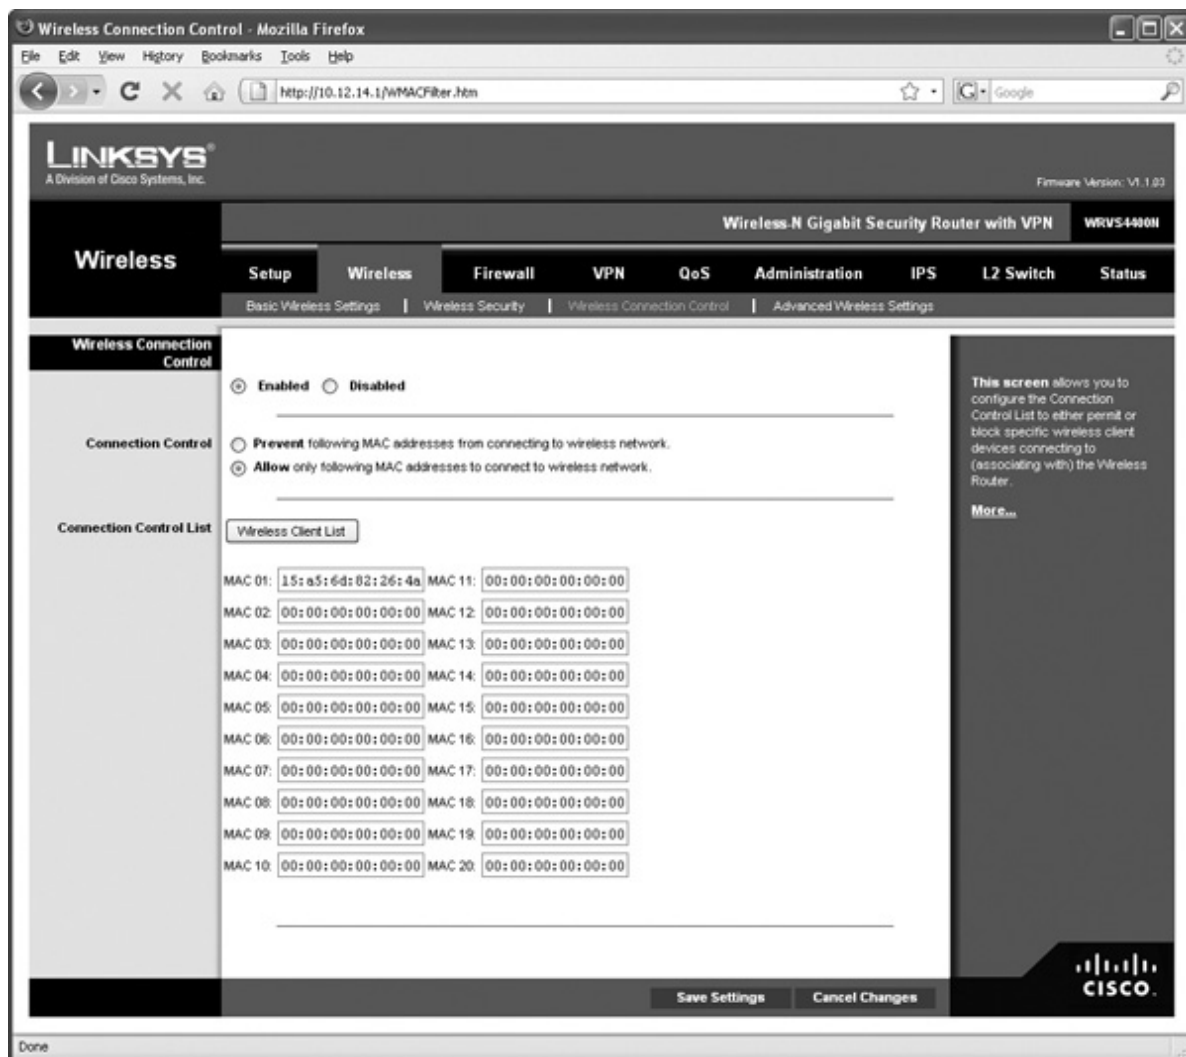 Wireless Connection Control - Mozilla Firefox
File Edit View History Bookmarks Tools Help
http://10.12.14.1/WMACFilter.htm
G Google
LINKSYS®
A Division of Cisco Systems, Inc.
Firmware Version: V1.1.03
Wireless-N Gigabit Security Router with VPN WRVS4400N
Wireless
Setup Wireless Firewall VPN QoS Administration IPS L2 Switch Status
Basic Wireless Settings | Wireless Security | Wireless Connection Control | Advanced Wireless Settings
Wireless Connection
Control
Enabled Disabled
Connection Control
Prevent following MAC addresses from connecting to wireless network.
Allow only following MAC addresses to connect to wireless network.
Connection Control List Wireless Client List
MAC 01: 15:a5:6d:82:26:4a MAC 11: 00:00:00:00:00:00
MAC 02: 00:00:00:00:00:00 MAC 12: 00:00:00:00:00:00
MAC 03: 00:00:00:00:00:00 MAC 13: 00:00:00:00:00:00
MAC 04: 00:00:00:00:00:00 MAC 14: 00:00:00:00:00:00
MAC 05: 00:00:00:00:00:00 MAC 15: 00:00:00:00:00:00
MAC 06: 00:00:00:00:00:00 MAC 16: 00:00:00:00:00:00
MAC 07: 00:00:00:00:00:00 MAC 17: 00:00:00:00:00:00
MAC 08: 00:00:00:00:00:00 MAC 18: 00:00:00:00:00:00
MAC 09: 00:00:00:00:00:00 MAC 19: 00:00:00:00:00:00
MAC 10: 00:00:00:00:00:00 MAC 20: 00:00:00:00:00:00
This screen allows you to
configure the Connection
Control List to either permit or
block specific wireless client
devices connecting to
(associating with) the Wireless
Router.
More...
Save Settings Cancel Changes
CISCO.
Done